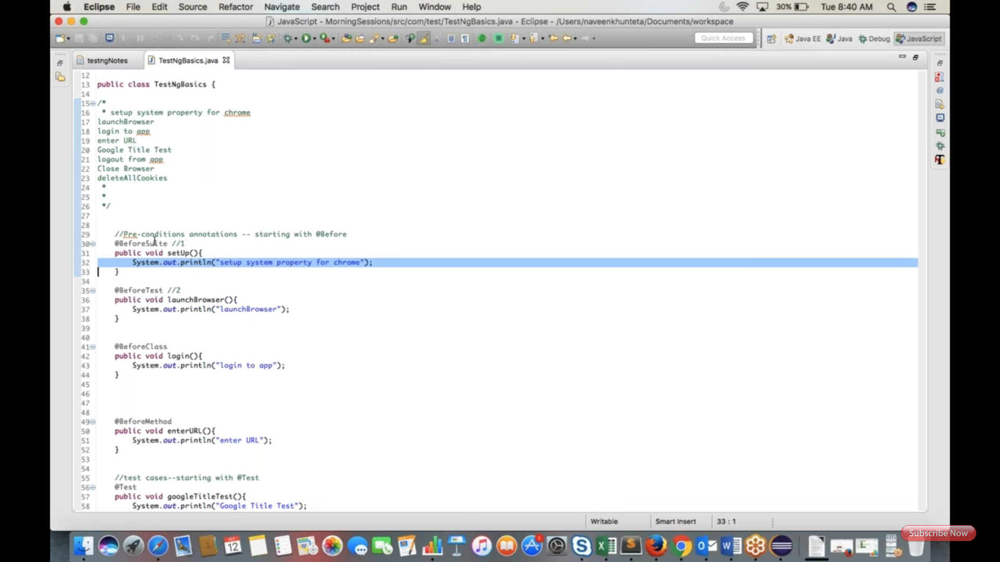 Eclipse File Edit Source Refactor Navigate Search Project Run Window Help 30% Tue 8:40 AM
JavaScript - MorningSessions/src/com/test/TestNgBasics.java - Eclipse - /Users/naveenkhunteta/Documents/workspace
Quick Access Java EE Java Debug JavaScript
testngNotes TestNgBasics.java
12
13 public class TestNgBasics {
14
15 /*
16 * setup system property for chrome
17 launchBrowser
18 login to app
19 enter URL
20 Google Title Test
21 logout from app
22 Close Browser
23 deleteAllCookies
24 *
25 *
26 */
27
28
29 //Pre-conditions annotations -- starting with @Before
30 @BeforeSuite //1
31 public void setUp(){
32 System.out.println("setup system property for chrome");
33 }
34
35 @BeforeTest //2
36 public void launchBrowser(){
37 System.out.println("launchBrowser");
38 }
39
40
41 @BeforeClass
42 public void login(){
43 System.out.println("login to app");
44 }
45
46
47
48
49 @BeforeMethod
50 public void enterURL(){
51 System.out.println("enter URL");
52 }
53
54
55 //test cases--starting with @Test
56 @Test
57 public void googleTitleTest(){
58 System.out.println("Google Title Test");
Writable Smart Insert 33 : 1
Subscribe Now
SEP
12